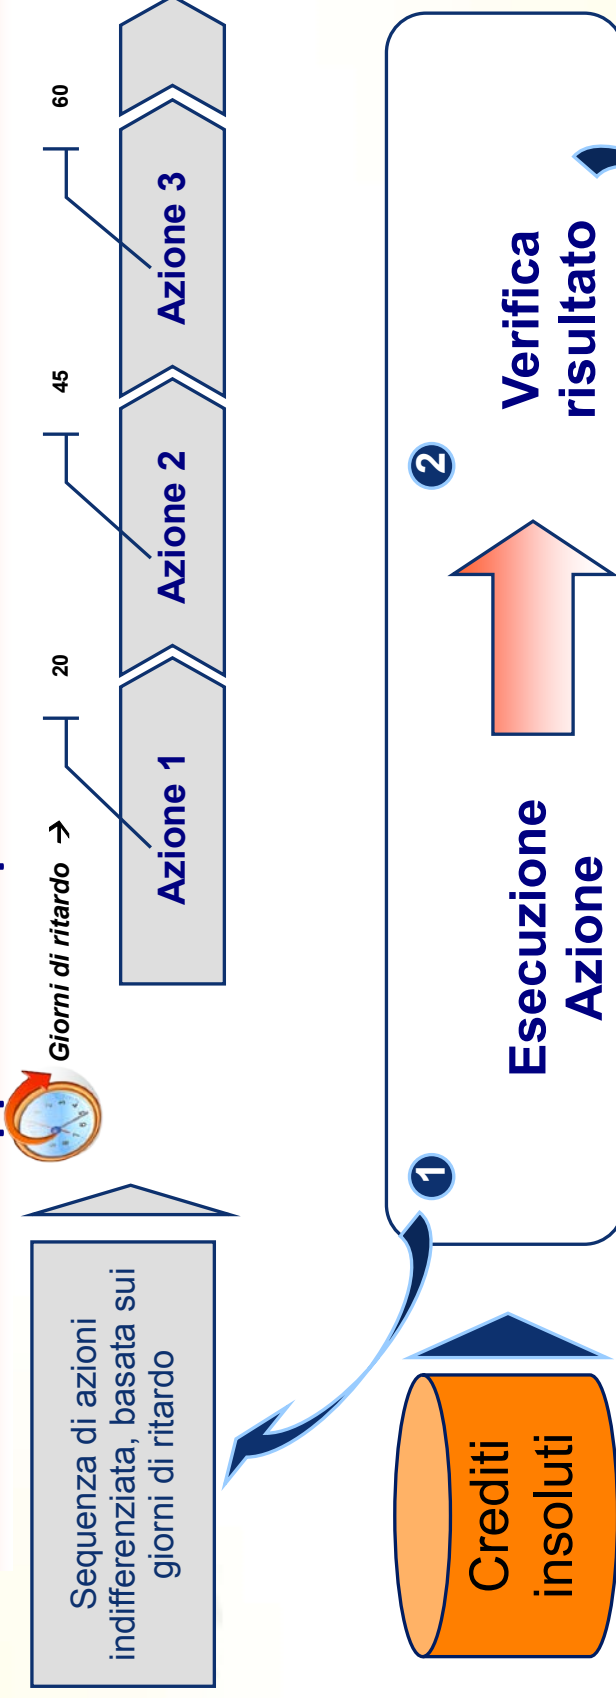 Sequenza di azioni
indifferenziata, basata sui
giorni di ritardo
Giorni di ritardo →
20
45
60
Azione 1
Azione 2
Azione 3
Crediti
insoluti
1
Esecuzione
Azione
2
Verifica
risultato